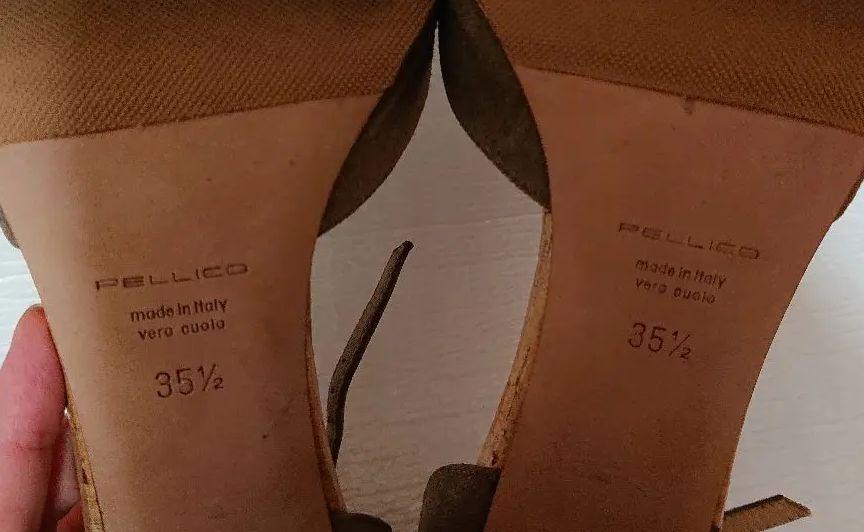 PELLICO
made in Italy
vero cuoio
35½
PELLICO
made in Italy
vero cuoio
35½